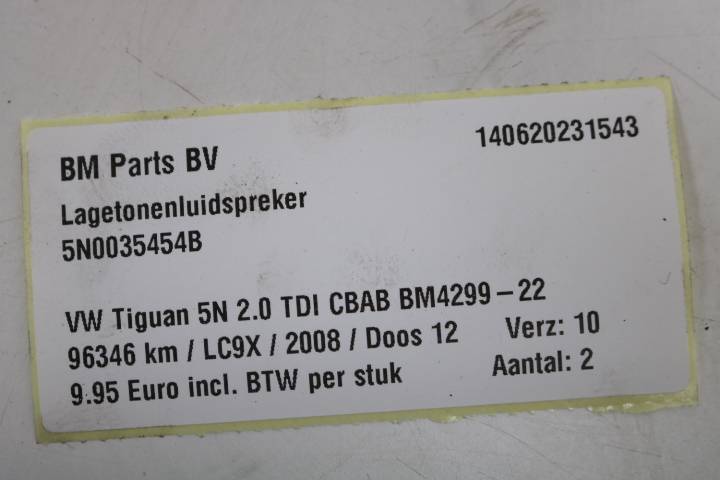 BM Parts BV 140620231543
Lagetonenluidspreker
5N0035454B
VW Tiguan 5N 2.0 TDI CBAB BM4299-22
96346 km / LC9X / 2008 / Doos 12 Verz: 10
9.95 Euro incl. BTW per stuk Aantal: 2